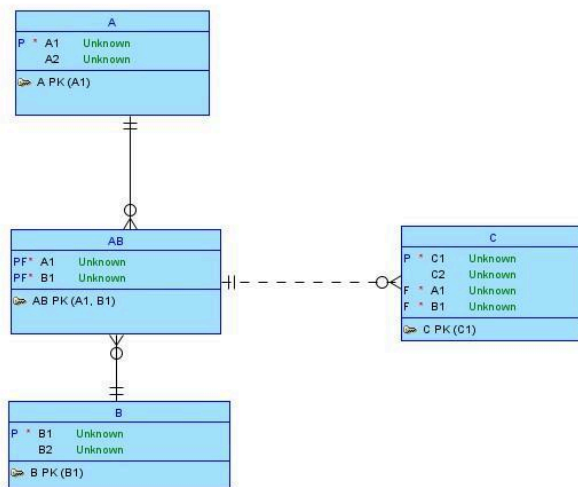 A
P * A1 Unknown
A2 Unknown
A PK (A1)
AB
PF* A1 Unknown
PF* B1 Unknown
AB PK (A1, B1)
C
P * C1 Unknown
C2 Unknown
F * A1 Unknown
F * B1 Unknown
C PK (C1)
B
P * B1 Unknown
B2 Unknown
B PK (B1)